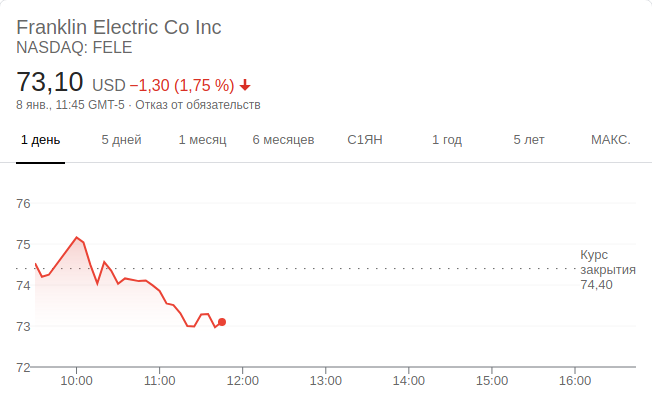 Franklin Electric Co Inc
NASDAQ: FELE
73,10 USD −1,30 (1,75 %)
8 янв., 11:45 GMT-5 · Отказ от обязательств
1 день 5 дней 1 месяц 6 месяцев С1ЯН 1 год 5 лет МАКС.
76
75
Курс
закрытия
74,40
74
73
72
10:00 11:00 12:00 13:00 14:00 15:00 16:00